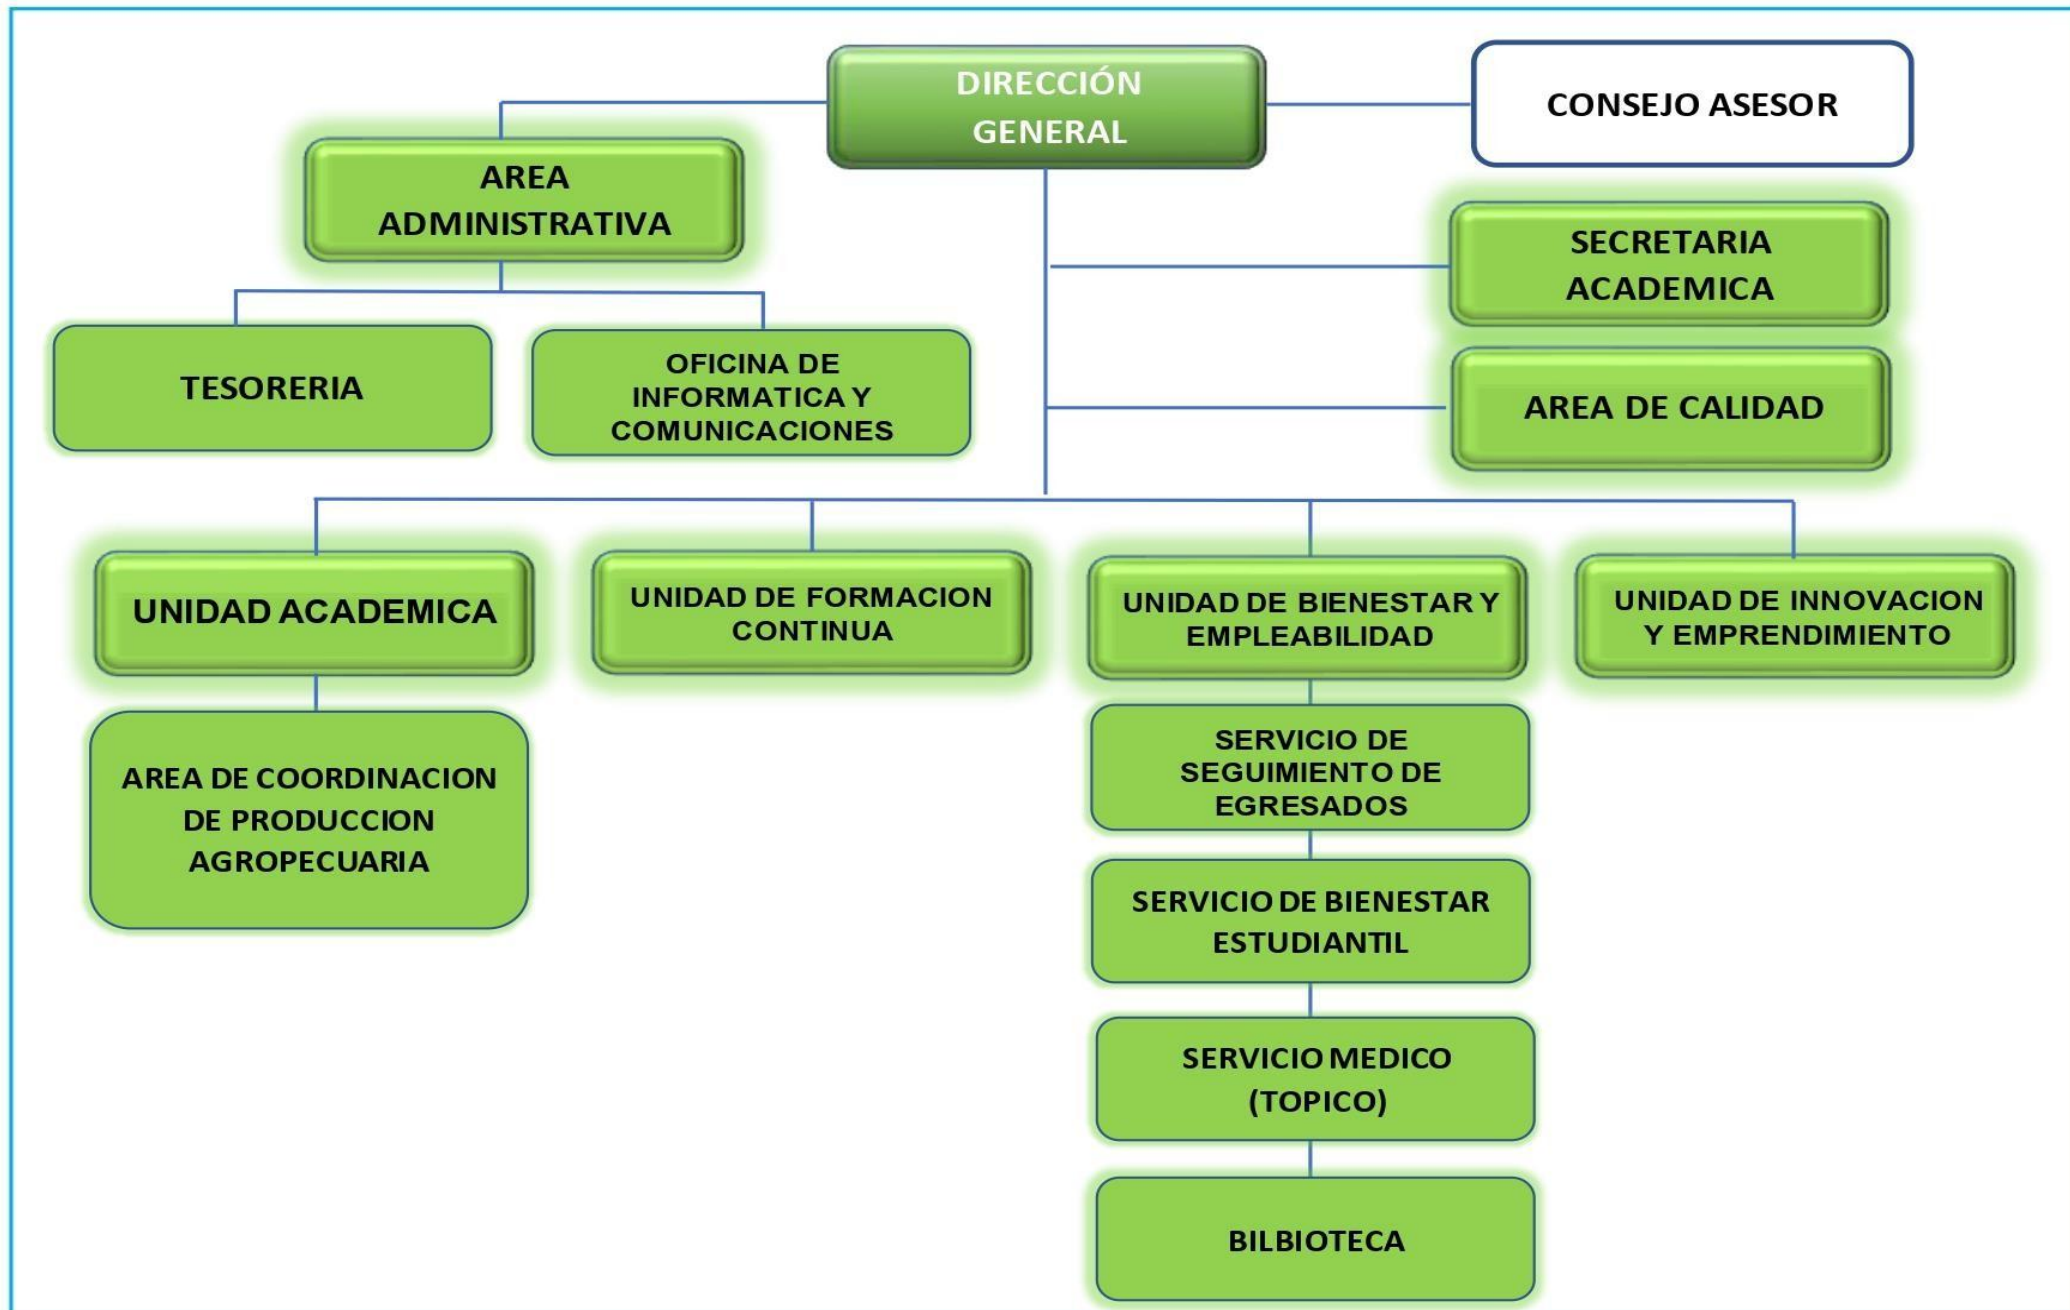 DIRECCIÓN
GENERAL
CONSEJO ASESOR
AREA
ADMINISTRATIVA
SECRETARIA
ACADEMICA
TESORERIA
OFICINA DE
INFORMATICA Y
COMUNICACIONES
AREA DE CALIDAD
UNIDAD ACADEMICA
UNIDAD DE FORMACION
CONTINUA
UNIDAD DE BIENESTAR Y
EMPLEABILIDAD
UNIDAD DE INNOVACION
Y EMPRENDIMIENTO
AREA DE COORDINACION
DE PRODUCCION
AGROPECUARIA
SERVICIO DE
SEGUIMIENTO DE
EGRESADOS
SERVICIO DE BIENESTAR
ESTUDIANTIL
SERVICIO MEDICO
(TOPICO)
BILBIOTECA